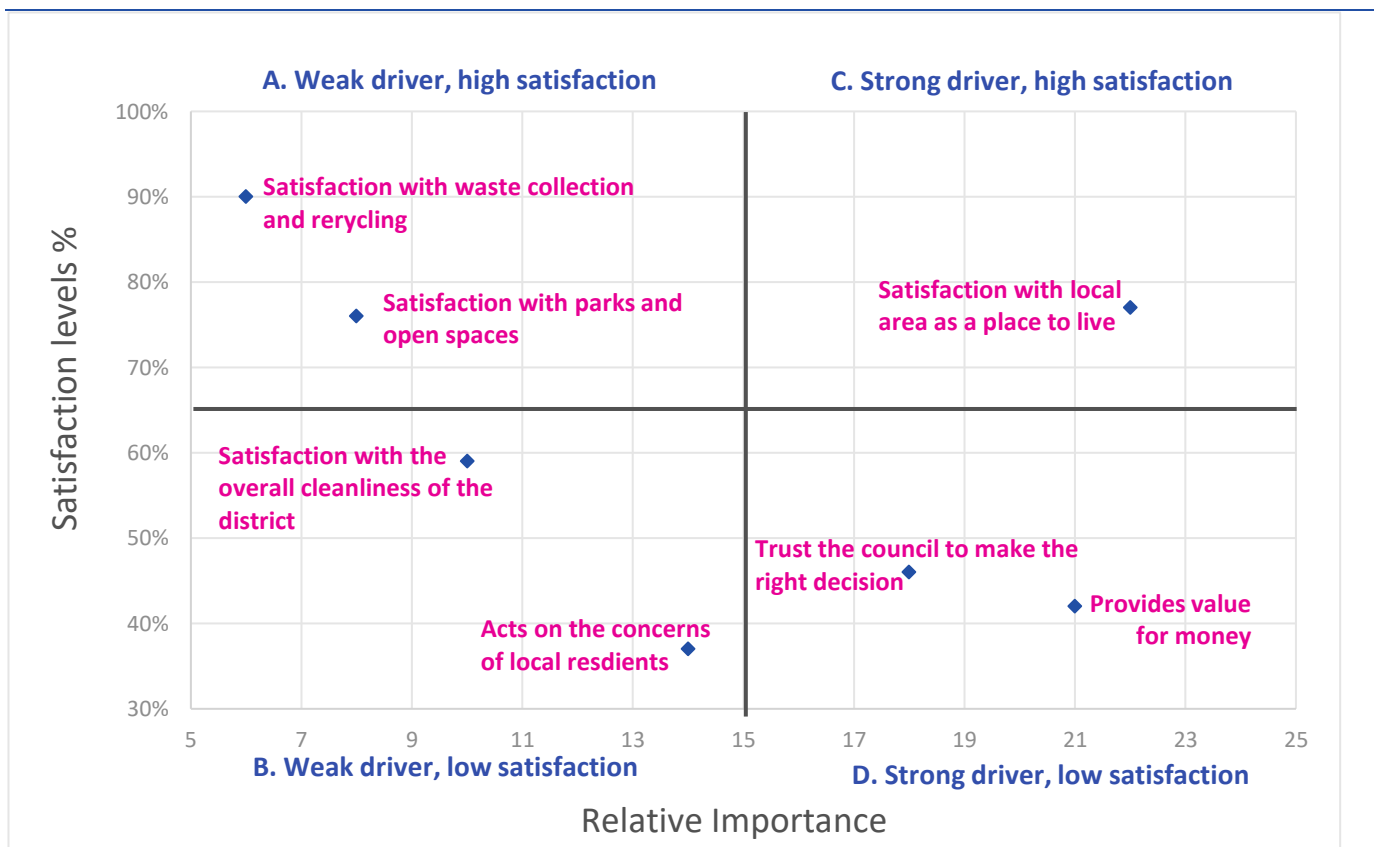 A. Weak driver, high satisfaction
C. Strong driver, high satisfaction
Satisfaction levels %
100%
90%
80%
70%
60%
50%
40%
30%
Satisfaction with waste collection
and rerycling
Satisfaction with parks and
open spaces
Satisfaction with local
area as a place to live
Satisfaction with the
overall cleanliness of the
district
Trust the council to make the
right decision
Provides value
for money
Acts on the concerns
of local resdients
5 7 9 11 13 15 17 19 21 23 25
B. Weak driver, low satisfaction
D. Strong driver, low satisfaction
Relative Importance